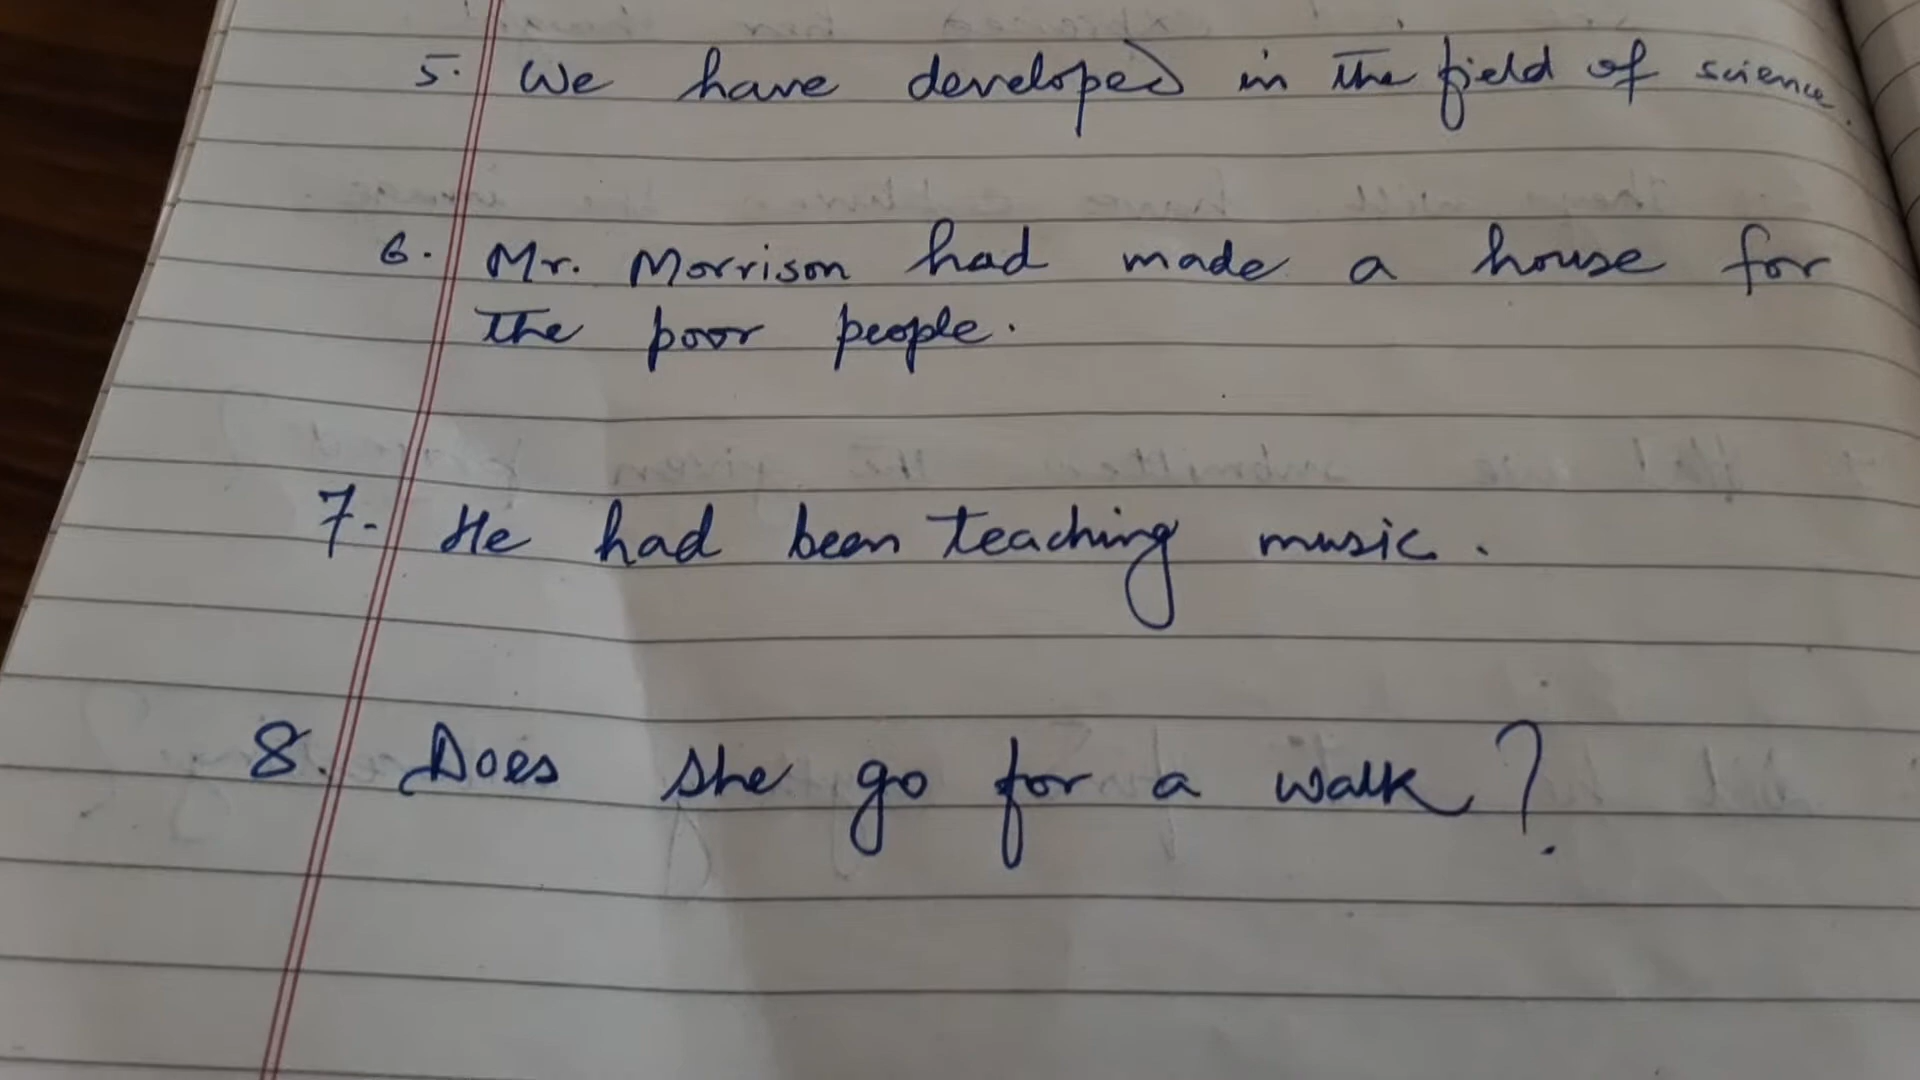 5. We have developed in the field of science.
6. Mr. Morrison had made a house for
the poor people.
7. He had been teaching music.
8. Does she go for a walk?